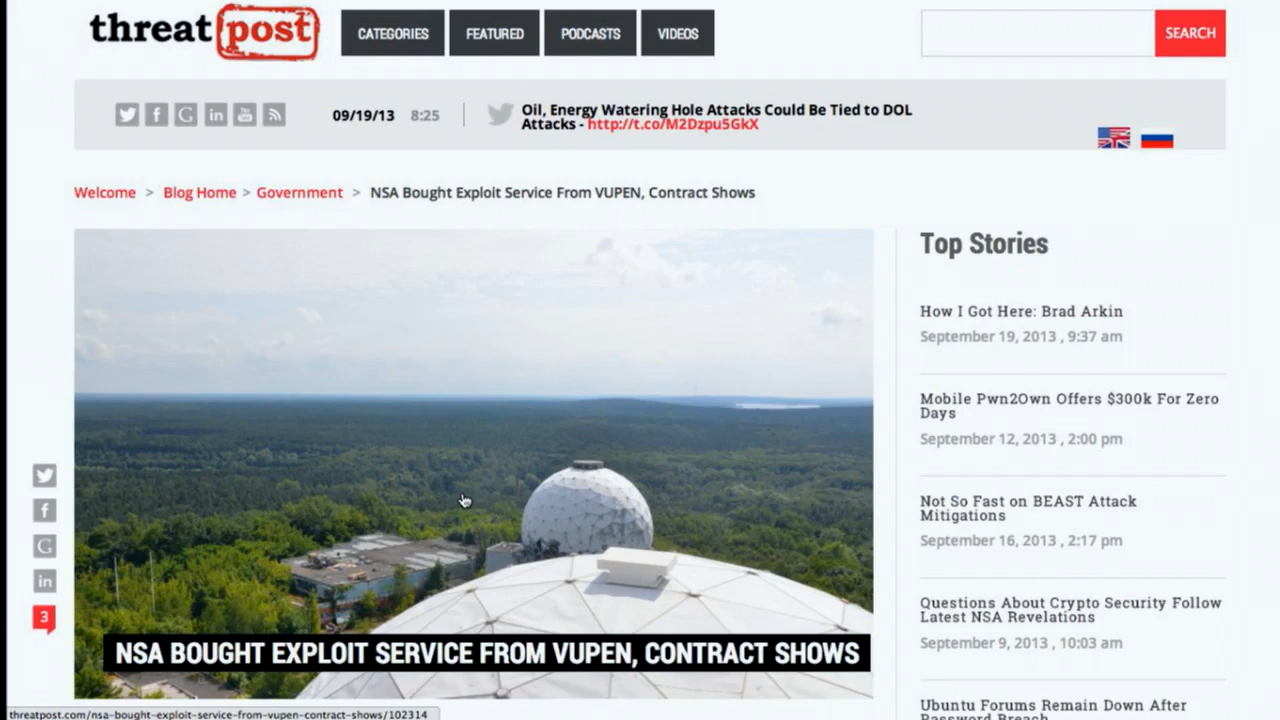 threatpost
CATEGORIES
FEATURED
PODCASTS
VIDEOS
SEARCH
09/19/13 8:25
Oil, Energy Watering Hole Attacks Could Be Tied to DOL
Attacks - http://t.co/M2Dzpu5GkX
Welcome > Blog Home > Government > NSA Bought Exploit Service From VUPEN, Contract Shows
Top Stories
How I Got Here: Brad Arkin
September 19, 2013 , 9:37 am
Mobile Pwn2Own Offers $300k For Zero
Days
September 12, 2013 , 2:00 pm
Not So Fast on BEAST Attack
Mitigations
September 16, 2013 , 2:17 pm
Questions About Crypto Security Follow
Latest NSA Revelations
September 9, 2013 , 10:03 am
Ubuntu Forums Remain Down After
Password Breach
3
NSA BOUGHT EXPLOIT SERVICE FROM VUPEN, CONTRACT SHOWS
threatpost.com/nsa-bought-exploit-service-from-vupen-contract-shows/102314